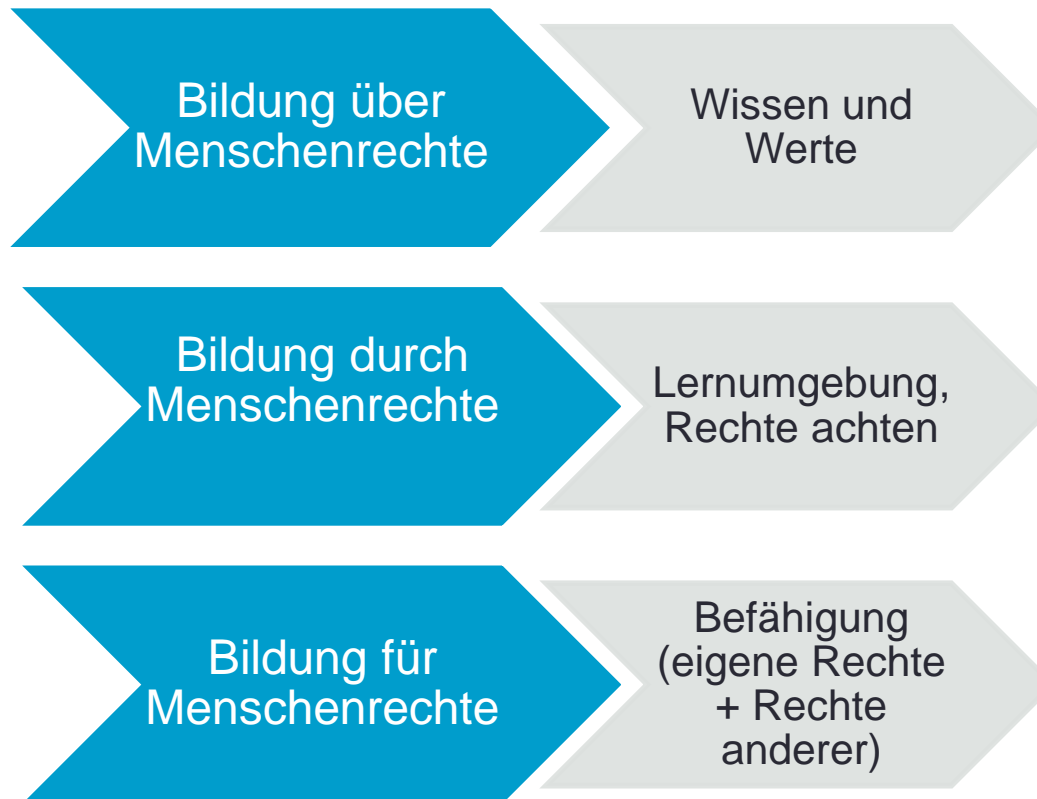 Bildung über
Menschenrechte
Wissen und
Werte
Bildung durch
Menschenrechte
Lernumgebung,
Rechte achten
Bildung für
Menschenrechte
Befähigung
(eigene Rechte
+ Rechte
anderer)